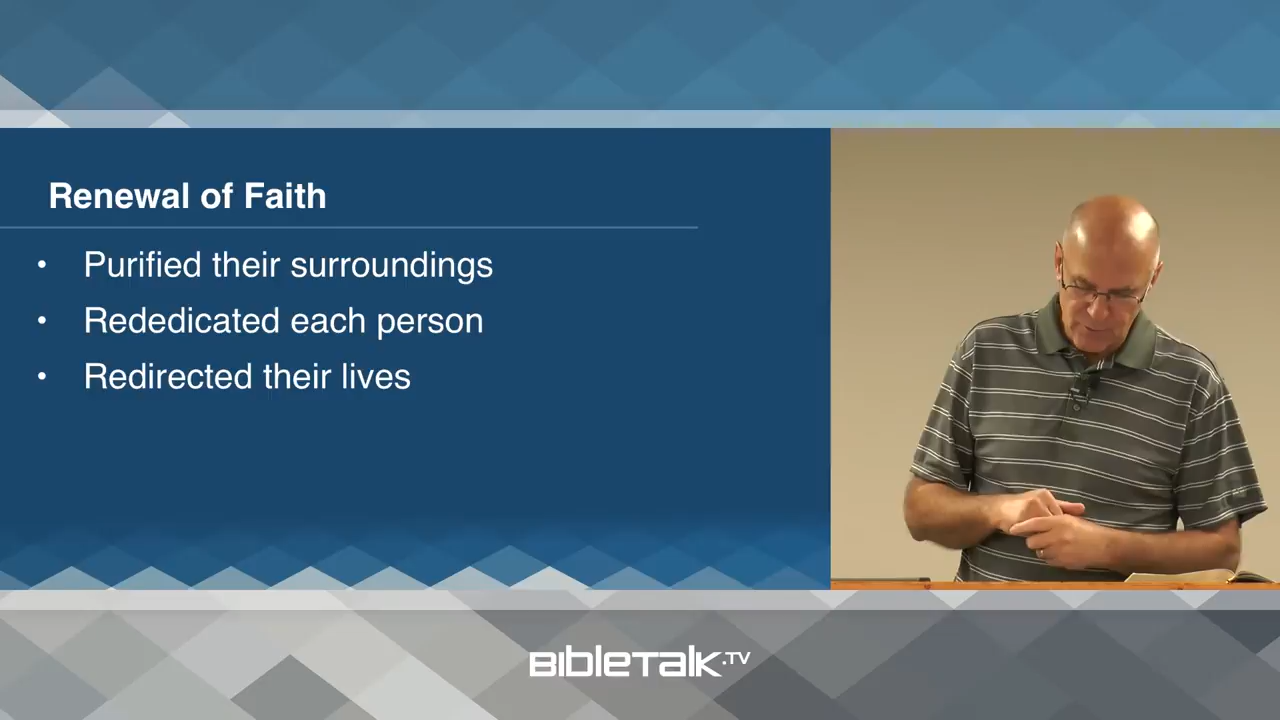 Renewal of Faith
• Purified their surroundings
• Rededicated each person
• Redirected their lives
BIBLETALK.TV